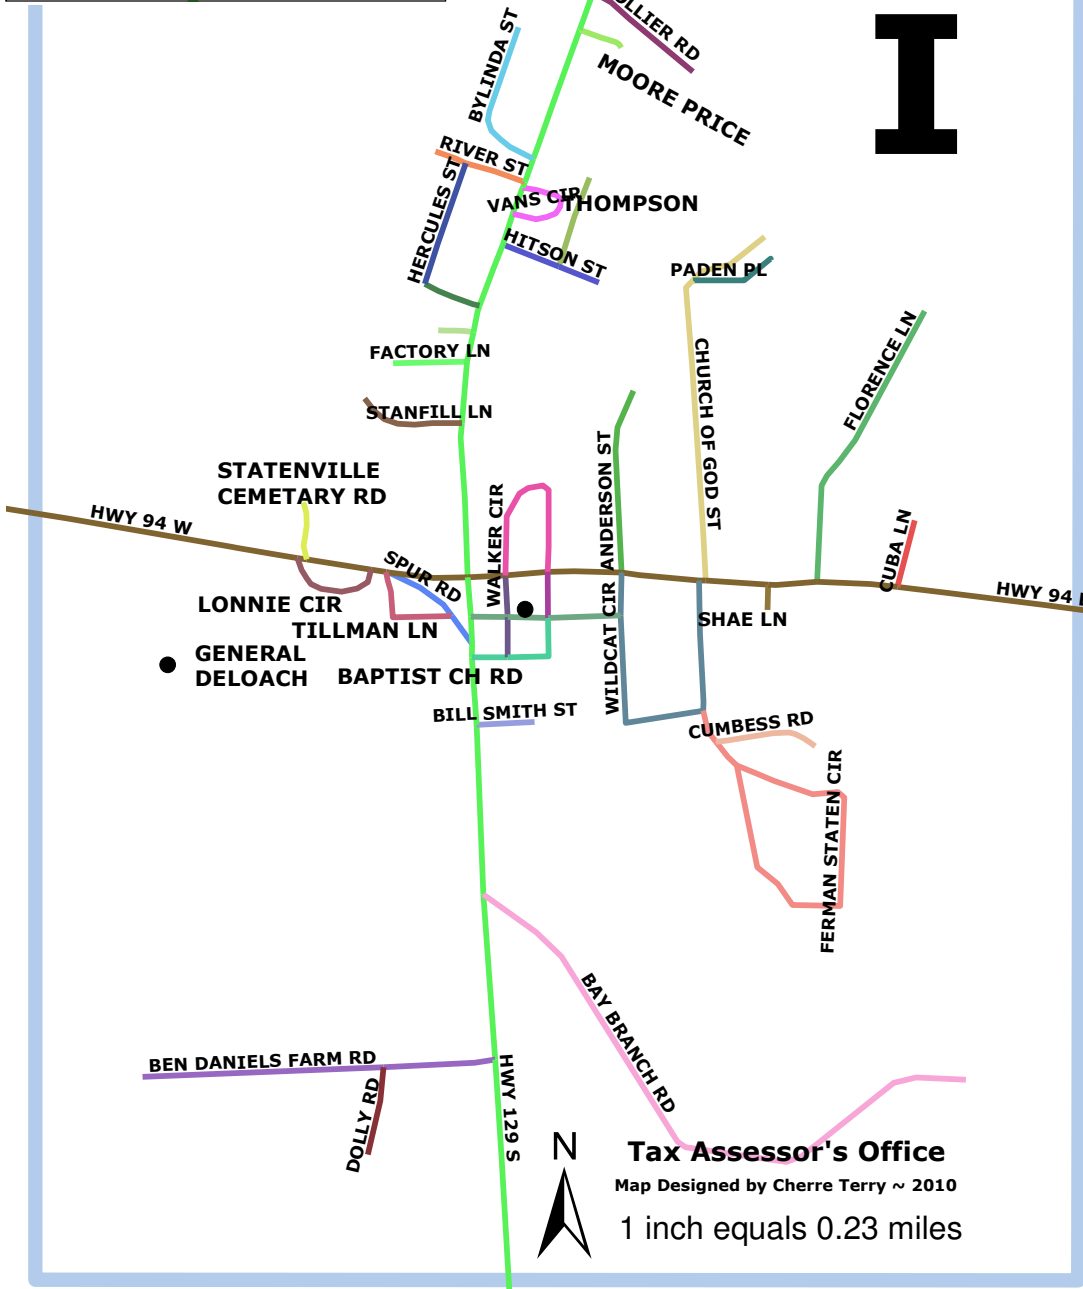 OLLIER RD
I
BYLINDA ST
MOORE PRICE
RIVER ST
HERCULES ST
VANS CIR
THOMPSON
HITSON ST
PADEN PL
FACTORY LN
CHURCH OF GOD ST
FLORENCE LN
STANFILL LN
ANDERSON ST
STATENVILLE
CEMETARY RD
WALKER CIR
HWY 94 W
CUBA LN
SPUR RD
HWY 94
LONNIE CIR
WILDCAT CIR
SHAE LN
TILLMAN LN
GENERAL
DELOACH
BAPTIST CH RD
BILL SMITH ST
CUMBESS RD
FERMAN STATEN CIR
BAY BRANCH RD
BEN DANIELS FARM RD
HWY 129 S
DOLLY RD
N
Tax Assessor's Office
Map Designed by Cherre Terry ~ 2010
1 inch equals 0.23 miles